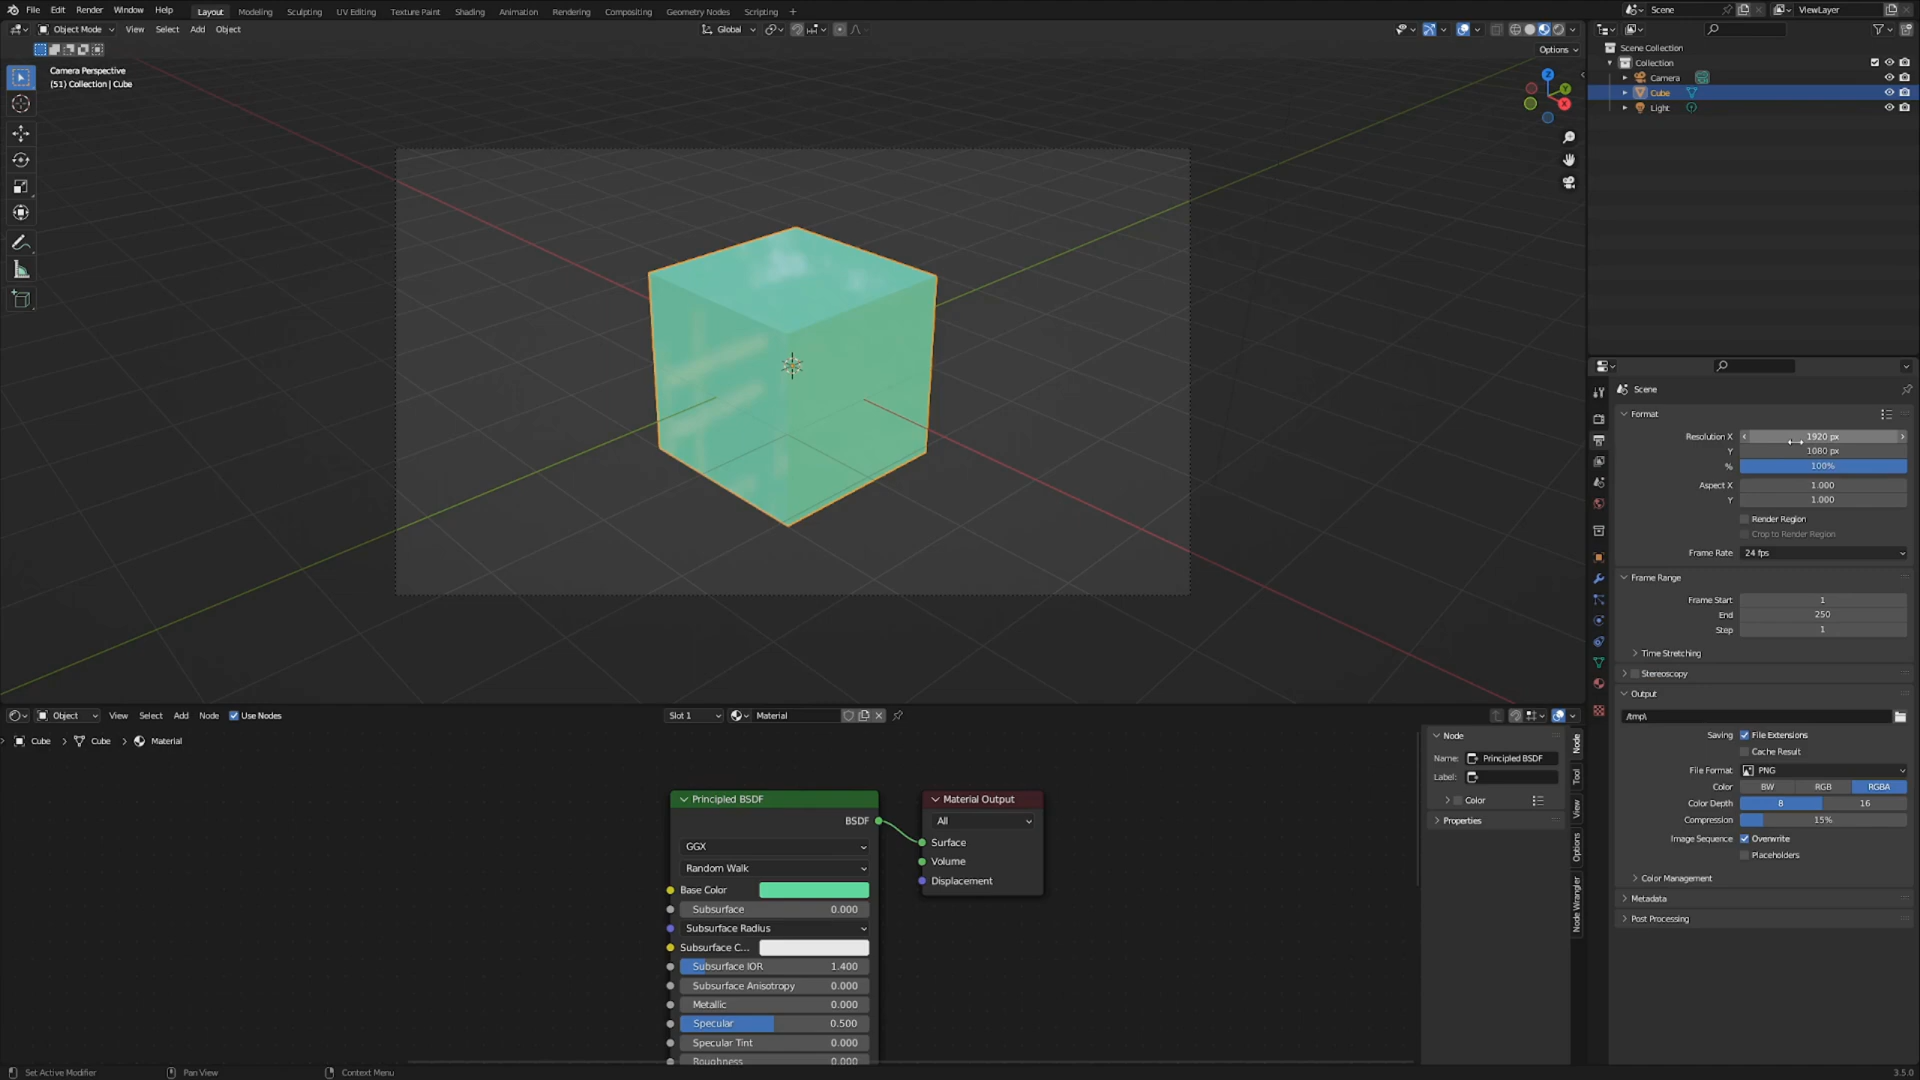 File Edit Render Window Help Layout Modeling Sculpting UV Editing Texture Paint Shading Animation Rendering Compositing Geometry Nodes Scripting + Scene ViewLayer
Object Mode View Select Add Object Global
Options
Camera Perspective
(51) Collection | Cube
Z
Y
X
Scene Collection
Collection
Camera
Cube
Light
Scene
Format
Resolution X 1920 px
Y 1080 px
% 100%
Aspect X 1.000
Y 1.000
Render Region
Crop to Render Region
Frame Rate 24 fps
Frame Range
Frame Start 1
End 250
Step 1
Time Stretching
Stereoscopy
Output
/tmp\
Saving File Extensions
Cache Result
File Format PNG
Color BW RGB RGBA
Color Depth 8 16
Compression 15%
Image Sequence Overwrite
Placeholders
Color Management
Metadata
Post Processing
Object View Select Add Node Use Nodes Slot 1 Material
Cube > Cube > Material
Principled BSDF
BSDF
GGX
Random Walk
Base Color
Subsurface 0.000
Subsurface Radius
Subsurface C...
Subsurface IOR 1.400
Subsurface Anisotropy 0.000
Metallic 0.000
Specular 0.500
Specular Tint 0.000
Roughness 0.000
Material Output
All
Surface
Volume
Displacement
Node
Name: Principled BSDF
Label:
Color
Properties
Node
Tool
View
Options
Node Wrangler
Set Active Modifier Pan View Context Menu 3.5.0